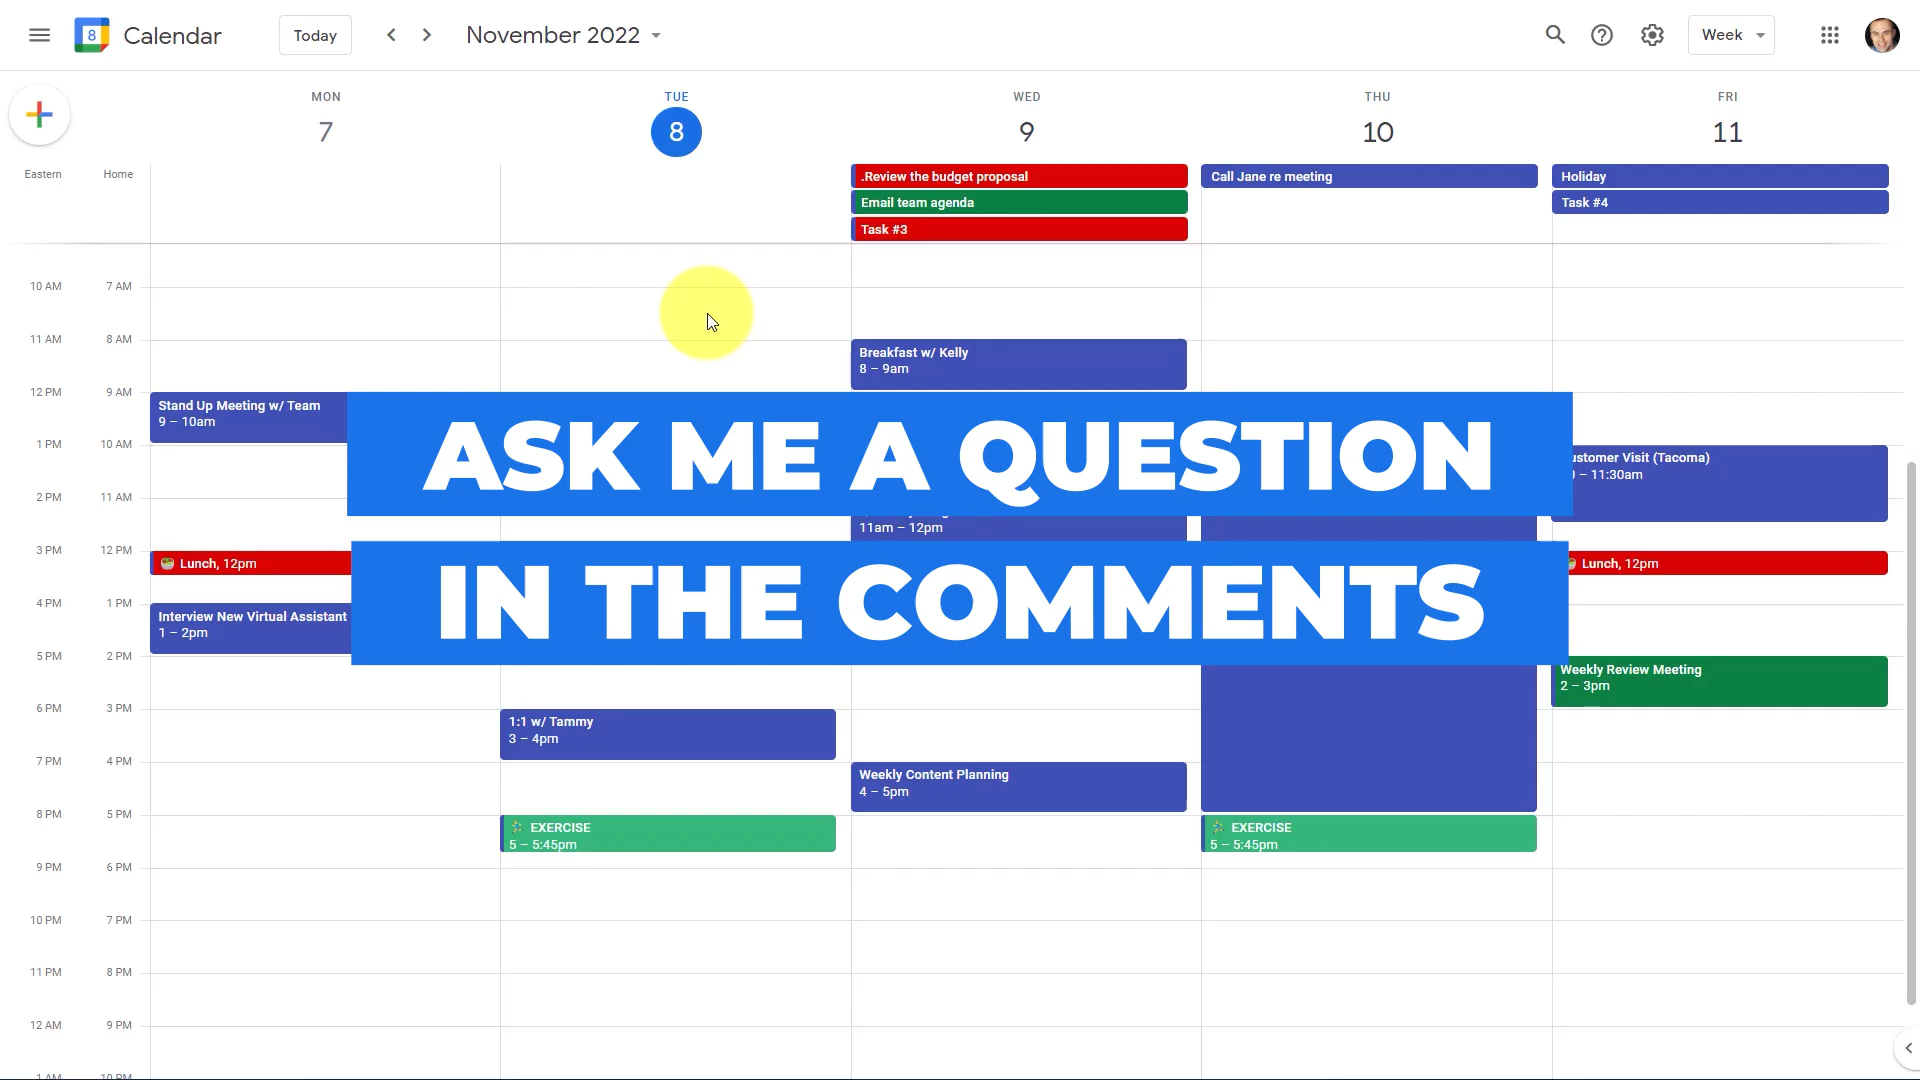 8 Calendar Today November 2022 Week
MON TUE WED THU FRI
7 8 9 10 11
Eastern Home
.Review the budget proposal
Email team agenda
Task #3
Call Jane re meeting
Holiday
Task #4
10 AM 7 AM
11 AM 8 AM
Breakfast w/ Kelly
8 – 9am
12 PM 9 AM
Stand Up Meeting w/ Team
9 – 10am
ASK ME A QUESTION
1 PM 10 AM
ustomer Visit (Tacoma)
– 11:30am
2 PM 11 AM
11am – 12pm
3 PM 12 PM
Lunch, 12pm
Lunch, 12pm
IN THE COMMENTS
4 PM 1 PM
Interview New Virtual Assistant
1 – 2pm
5 PM 2 PM
Weekly Review Meeting
2 – 3pm
6 PM 3 PM
1:1 w/ Tammy
3 – 4pm
7 PM 4 PM
Weekly Content Planning
4 – 5pm
8 PM 5 PM
EXERCISE
5 – 5:45pm
EXERCISE
5 – 5:45pm
9 PM 6 PM
10 PM 7 PM
11 PM 8 PM
12 AM 9 PM
1 AM 10 PM